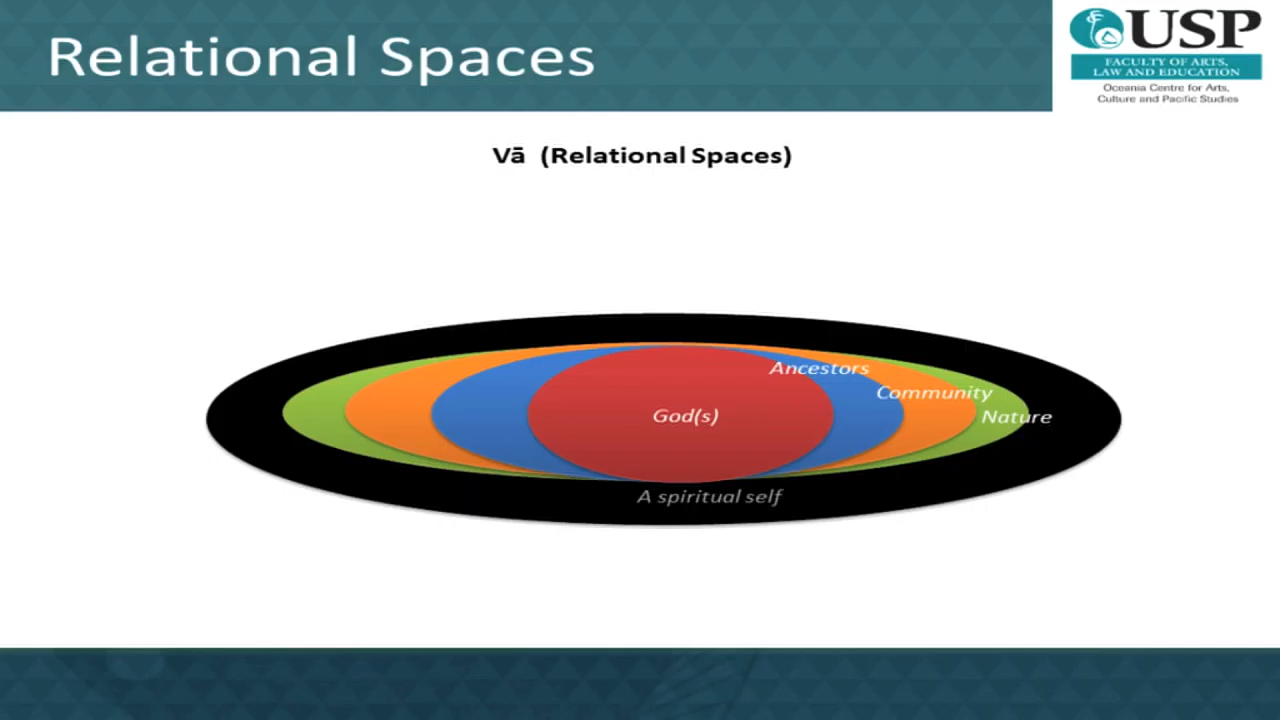 Relational Spaces
USP
FACULTY OF ARTS,
LAW AND EDUCATION
Oceania Centre for Arts,
Culture and Pacific Studies
Vā (Relational Spaces)
Ancestors
Community
God(s)
Nature
A spiritual self